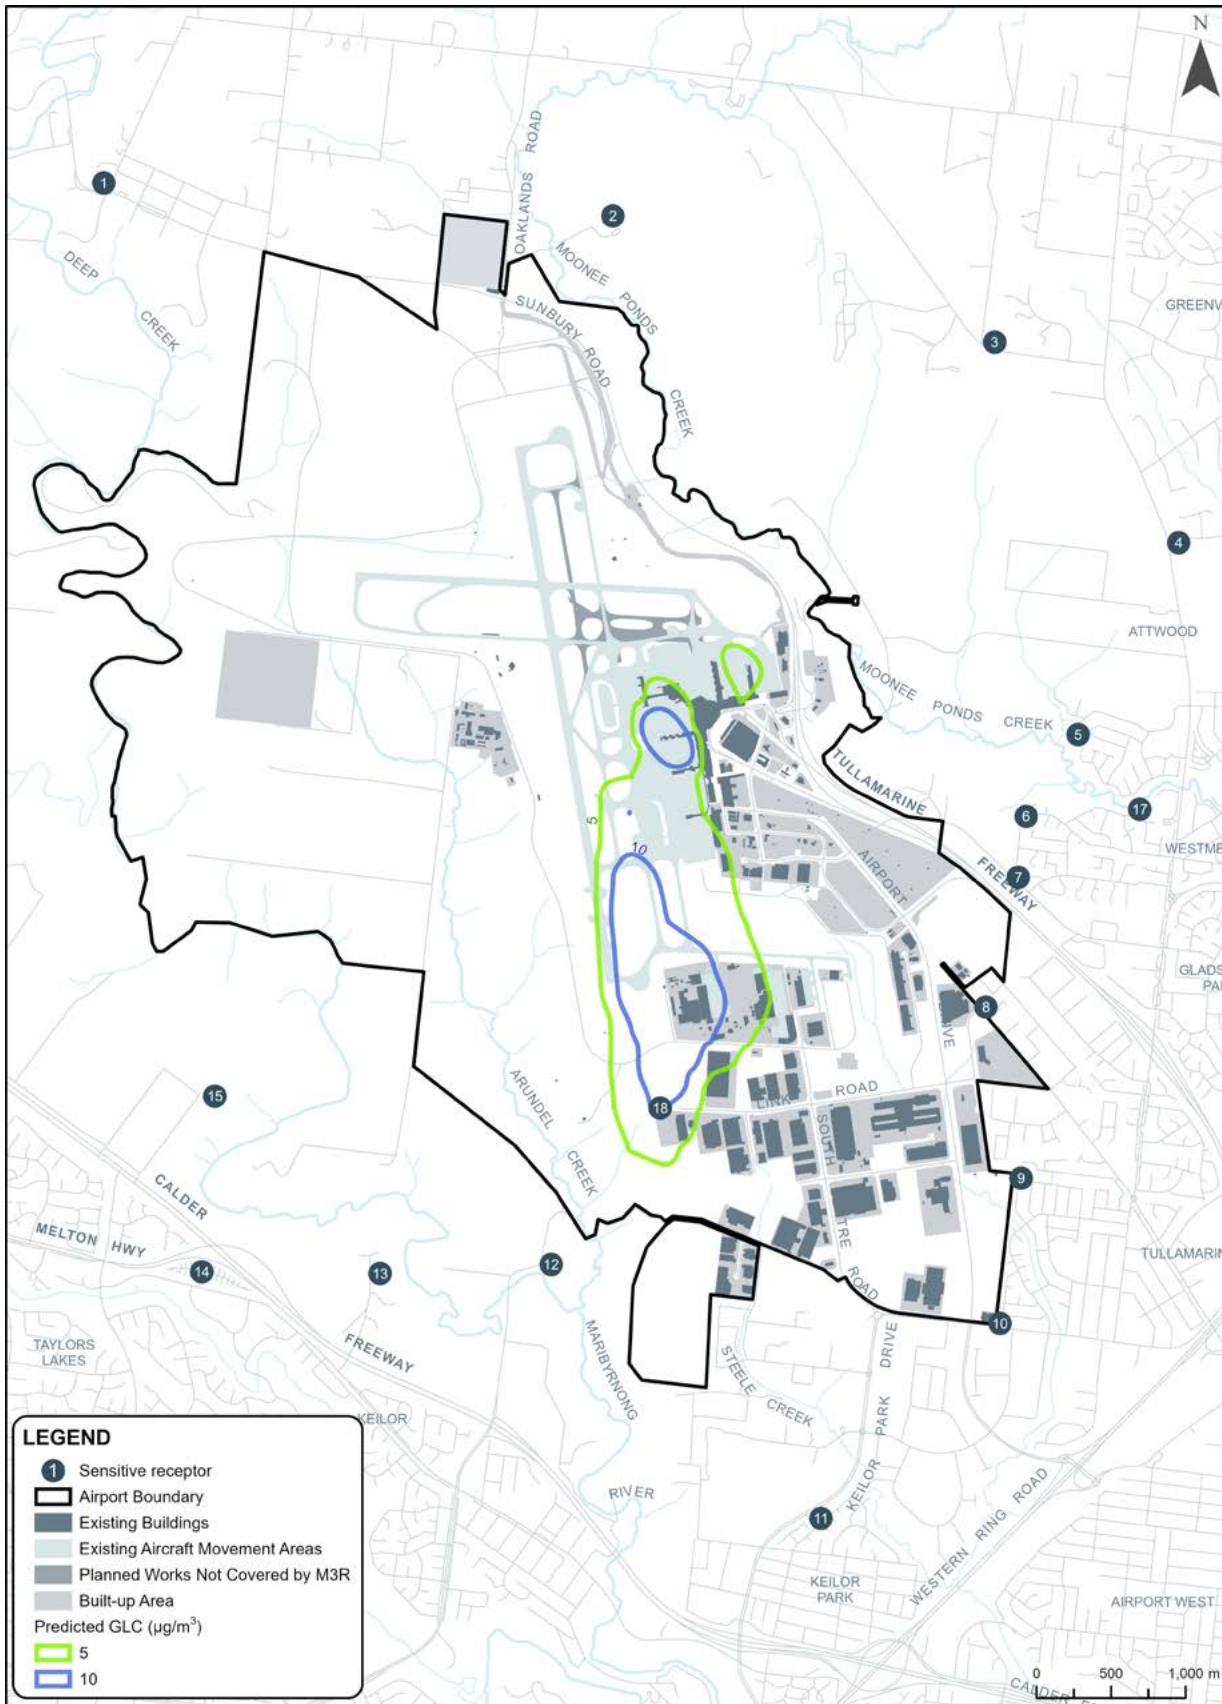 N
OAKLANDS ROAD
1
2
MOONEE PONDS
CREEK
DEEP
CREEK
SUNBURY ROAD
GREENV
3
4
ATTWOOD
MOONEE PONDS CREEK
5
TULLAMARINE
FREEWAY
6
17
WESTME
7
5
10
AIRPORT
DRIVE
GLADS
PA
8
ARUNDEL
CREEK
15
18
LINK ROAD
SOUTH
TRE
ROAD
CALDER
FREEWAY
9
MELTON HWY
14
13
12
TULLAMARIN
10
TAYLORS
LAKES
MARIBYRNONG
RIVER
STEELE CREEK
KEILOR PARK DRIVE
KEILOR
WESTERN RING ROAD
11
KEILOR
PARK
AIRPORT WEST
CALDER F
LEGEND
1 Sensitive receptor
Airport Boundary
Existing Buildings
Existing Aircraft Movement Areas
Planned Works Not Covered by M3R
Built-up Area
Predicted GLC (µg/m³)
5
10
0 500 1,000 m